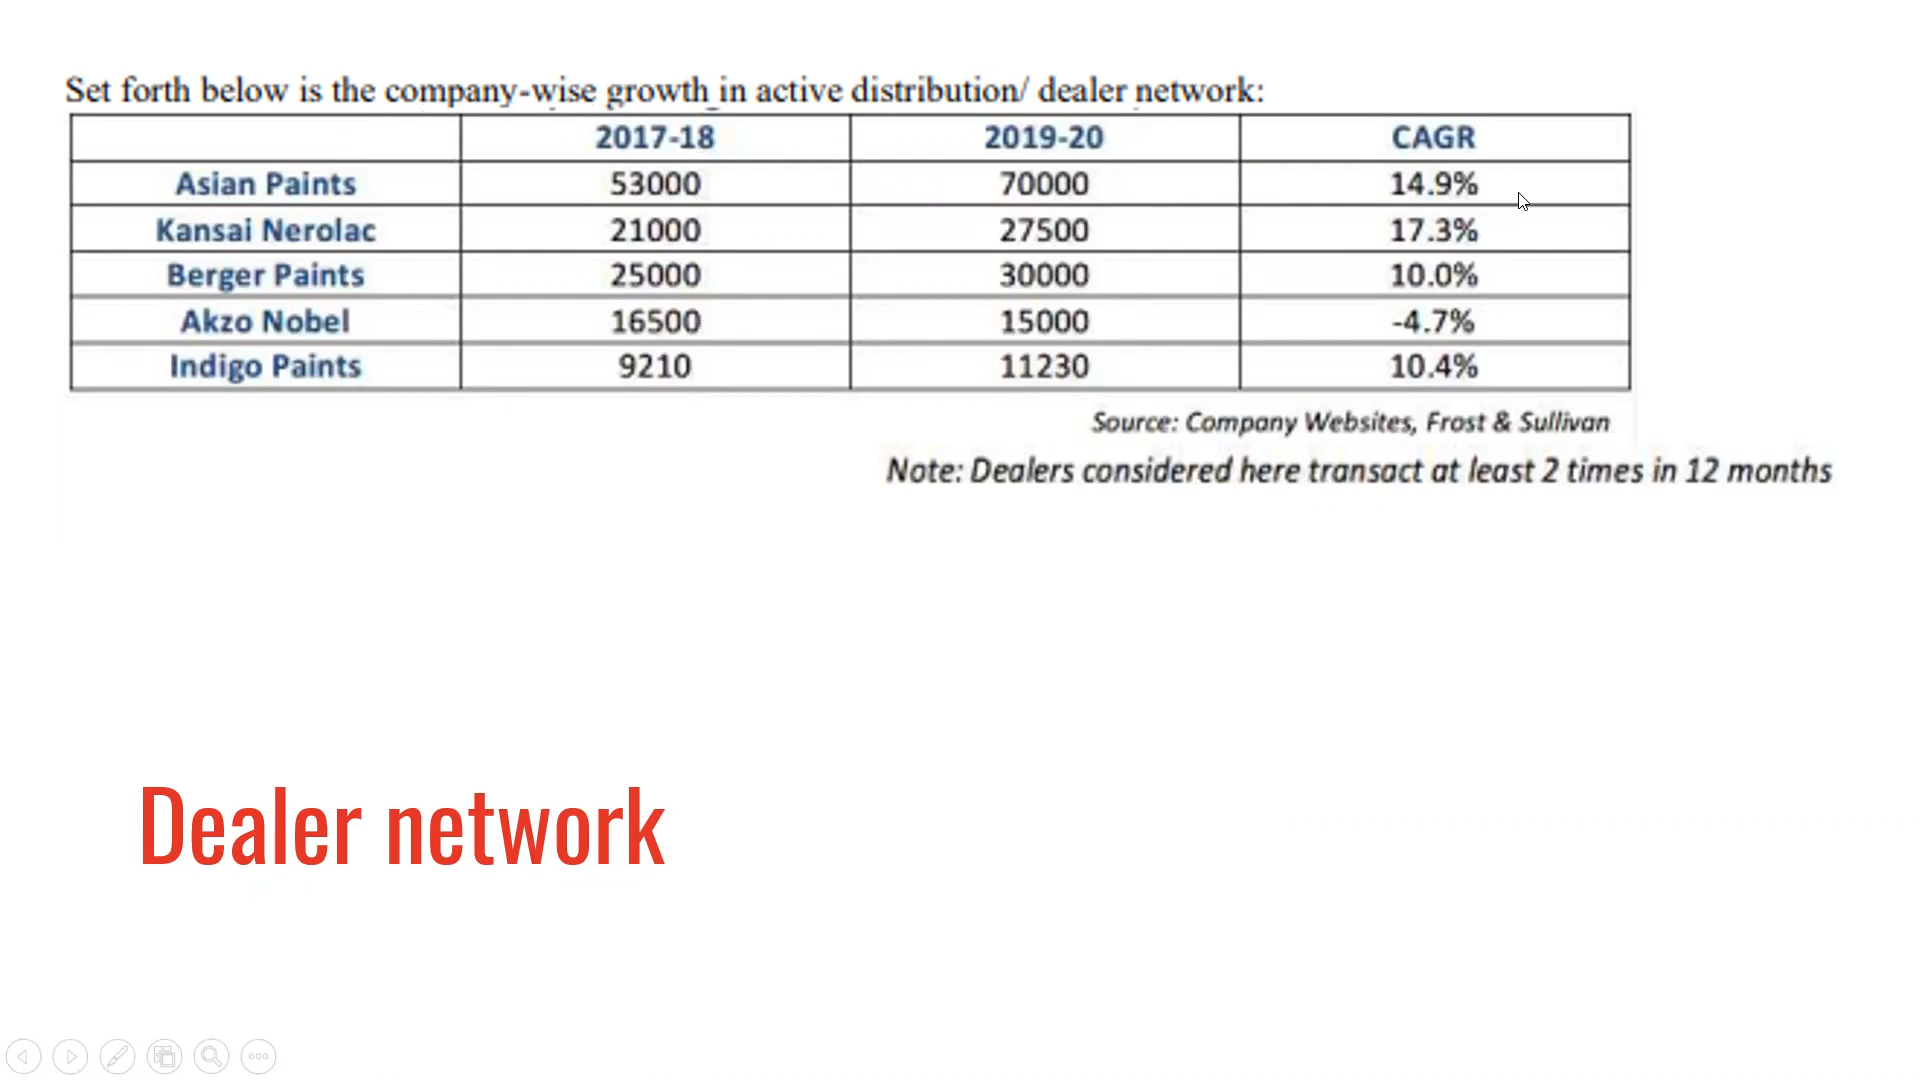 Set forth below is the company-wise growth in active distribution/ dealer network:
2017-18 2019-20 CAGR
Asian Paints 53000 70000 14.9%
Kansai Nerolac 21000 27500 17.3%
Berger Paints 25000 30000 10.0%
Akzo Nobel 16500 15000 -4.7%
Indigo Paints 9210 11230 10.4%
Source: Company Websites, Frost & Sullivan
Note: Dealers considered here transact at least 2 times in 12 months
Dealer network